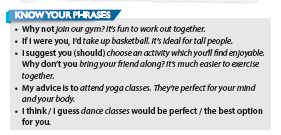 KNOW YOUR PHRASES
• Why not join our gym? It's fun to work out together.
• If I were you, I'd take up basketball. It's ideal for tall people.
• I suggest you (should) choose an activity which you'll find enjoyable.
Why don't you bring your friend along? It's much easier to exercise
together.
• My advice is to attend yoga classes. They're perfect for your mind
and your body.
• I think / I guess dance classes would be perfect / the best option
for you.